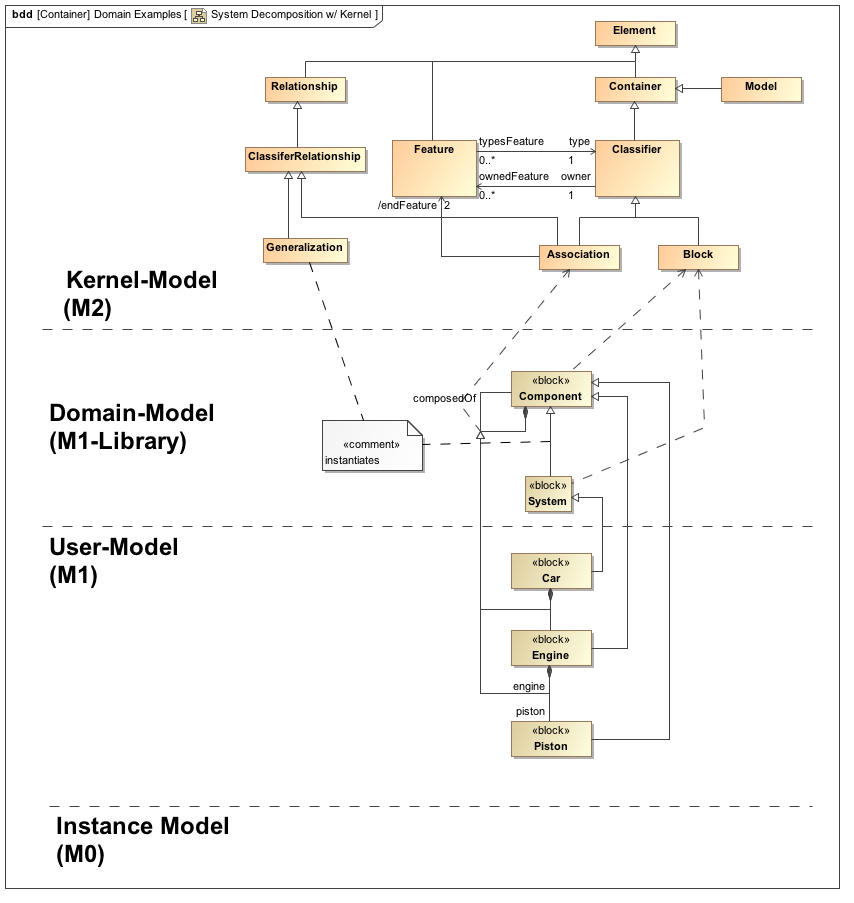 bdd [Container] Domain Examples [ System Decomposition w/ Kernel ]
Element
Relationship
Container
Model
ClassiferRelationship
Feature
typesFeature
type
0..*
1
Classifier
ownedFeature
owner
0..*
1
/endFeature
2
Generalization
Association
Block
Kernel-Model
(M2)
Domain-Model
(M1-Library)
composedOf
«block»
Component
«comment»
instantiates
«block»
System
User-Model
(M1)
«block»
Car
«block»
Engine
engine
piston
«block»
Piston
Instance Model
(M0)